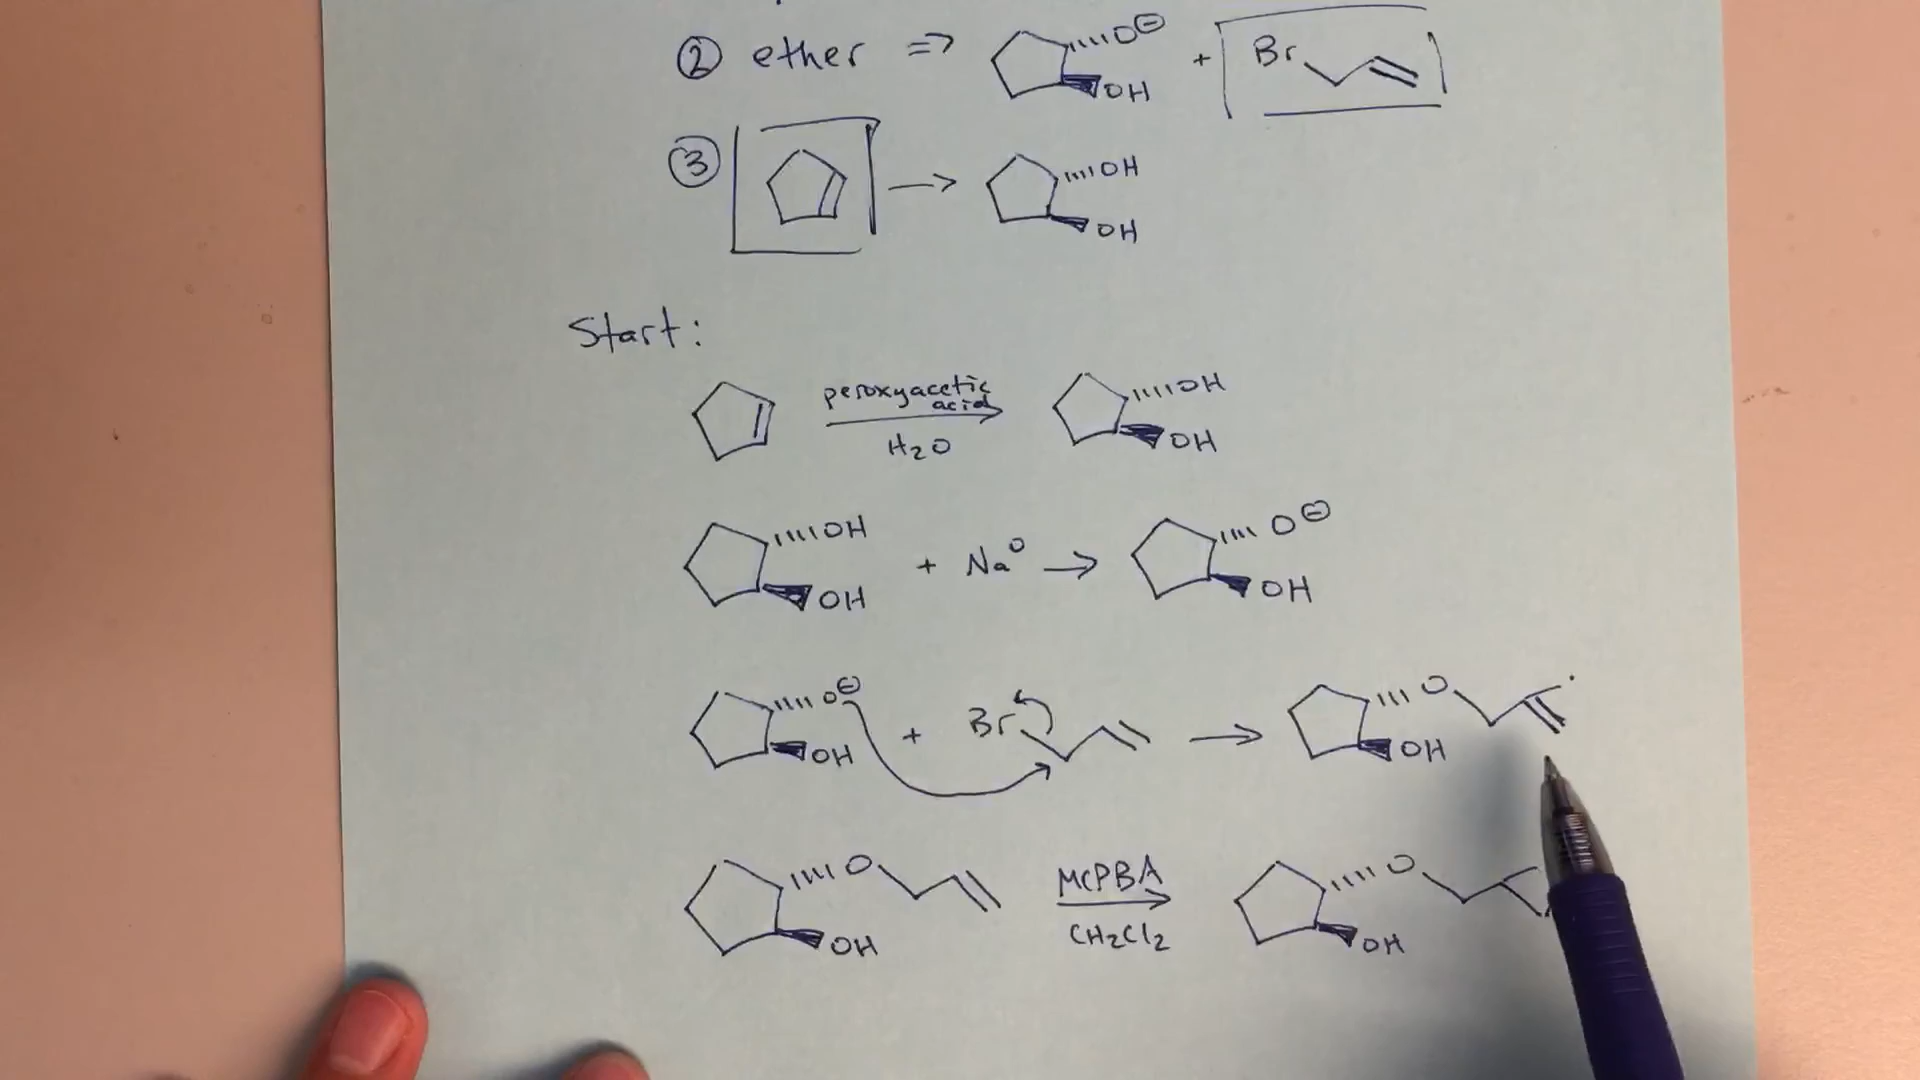 ② ether ⇒ O⊖ + Br
OH
③ → OH
OH
Start:
peroxyacetic acid
H2O
OH
OH
OH
OH
+ Na⁰ → O⊖
OH
O⊖
OH
+ Br → O
OH
O
OH
MCPBA
CH2Cl2
O
OH